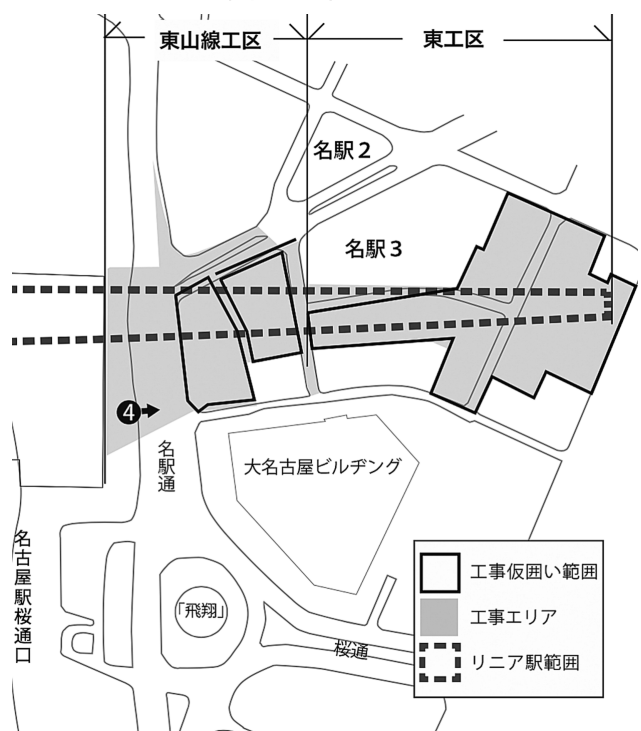 東山線工区
東工区
名駅2
名駅3
4
名駅通
大名古屋ビルヂング
名古屋駅桜通口
「飛翔」
桜通
工事仮囲い範囲
工事エリア
リニア駅範囲